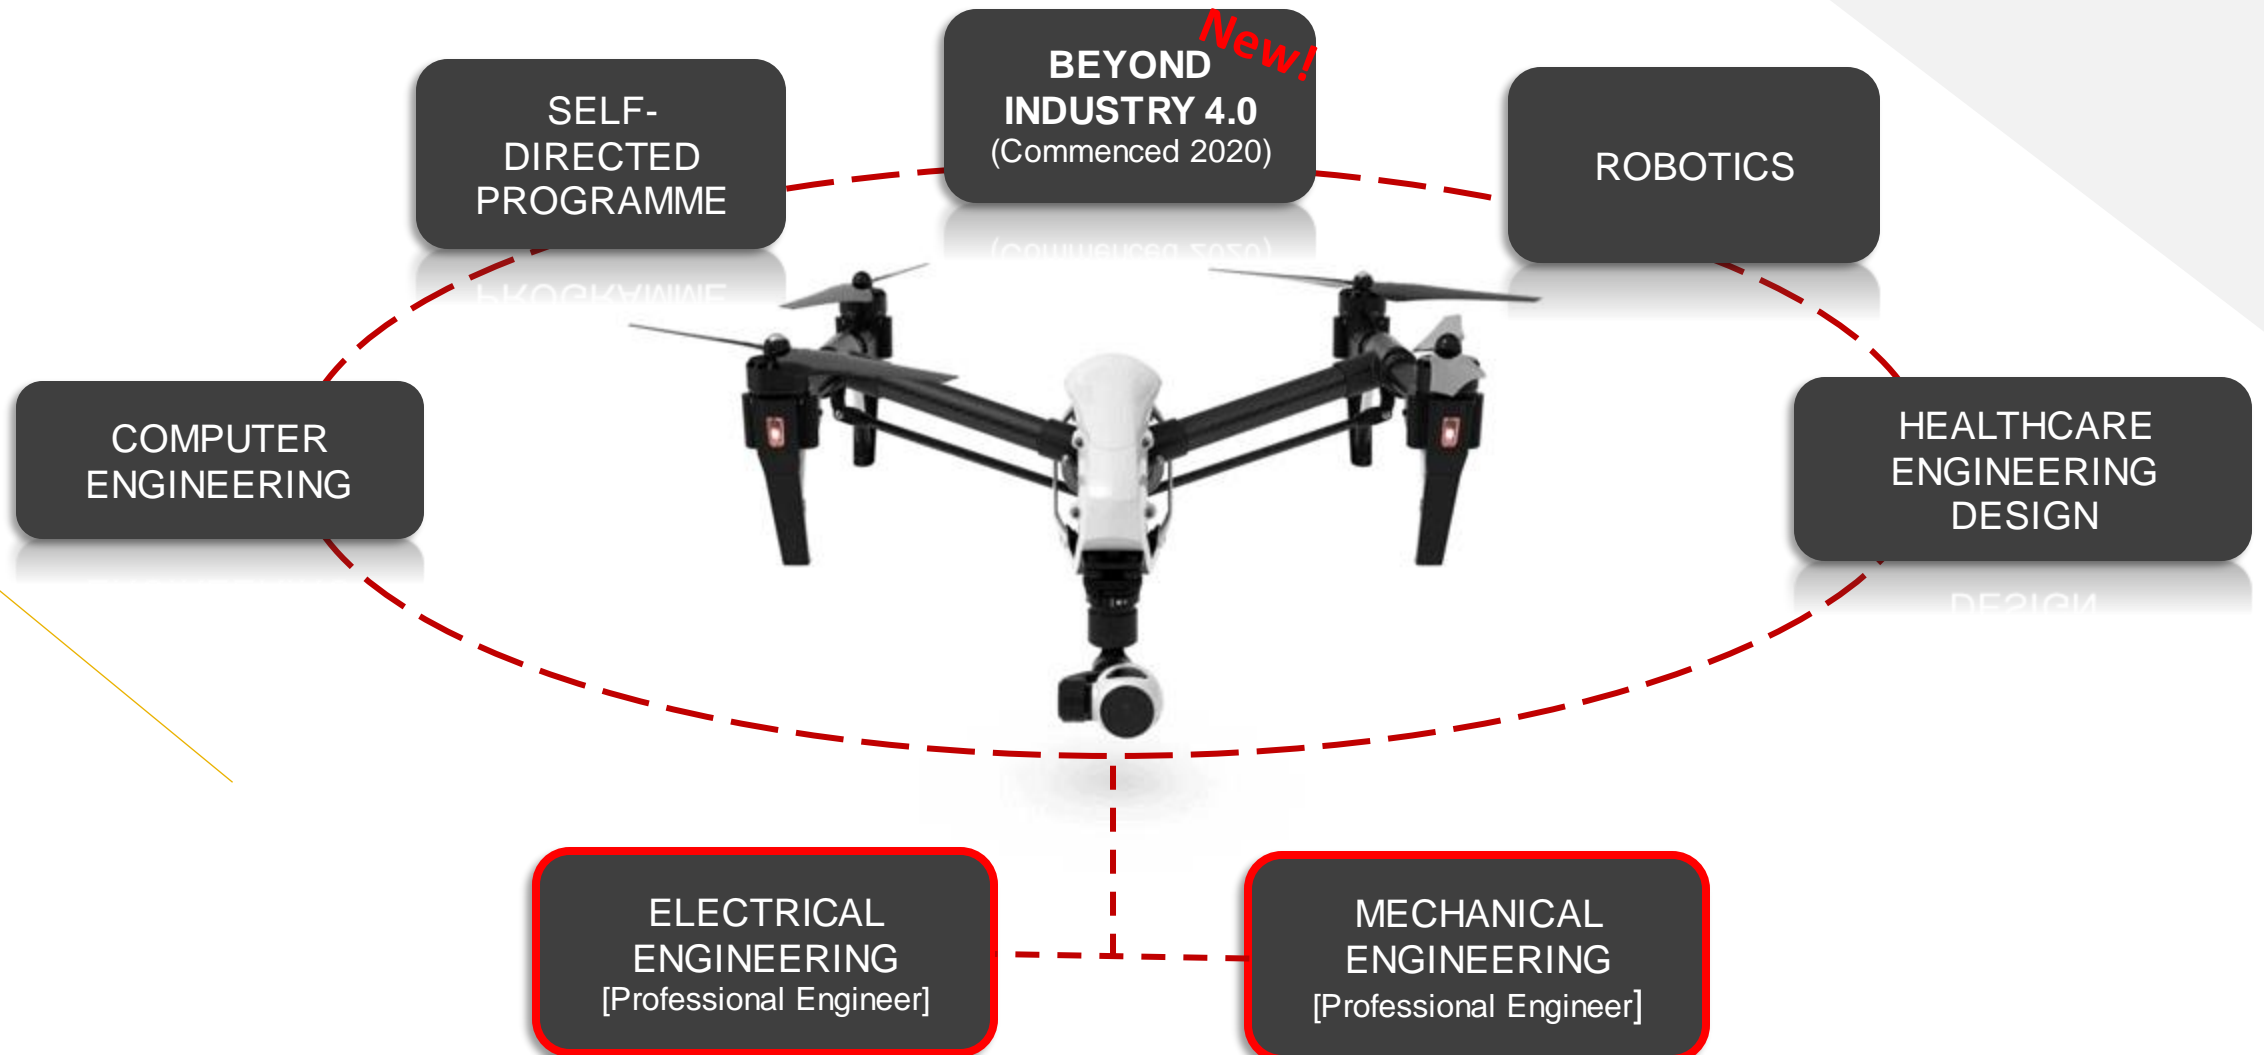 New!
BEYOND
INDUSTRY 4.0
(Commenced 2020)
SELF-
DIRECTED
PROGRAMME
ROBOTICS
COMPUTER
ENGINEERING
HEALTHCARE
ENGINEERING
DESIGN
ELECTRICAL
ENGINEERING
[Professional Engineer]
MECHANICAL
ENGINEERING
[Professional Engineer]